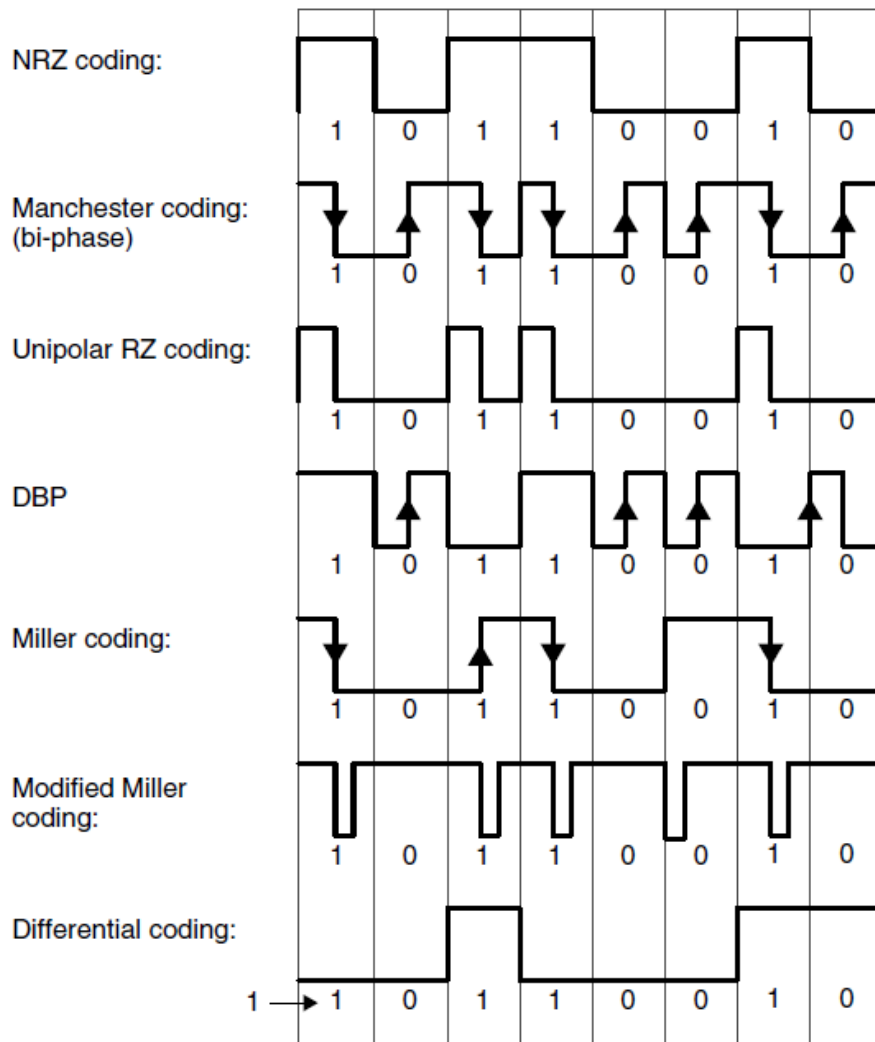 NRZ coding:
1 0 1 1 0 0 1 0
Manchester coding:
(bi-phase)
1 0 1 1 0 0 1 0
Unipolar RZ coding:
1 0 1 1 0 0 1 0
DBP
1 0 1 1 0 0 1 0
Miller coding:
1 0 1 1 0 0 1 0
Modified Miller
coding:
1 0 1 1 0 0 1 0
Differential coding:
1 1 0 1 1 0 0 1 0